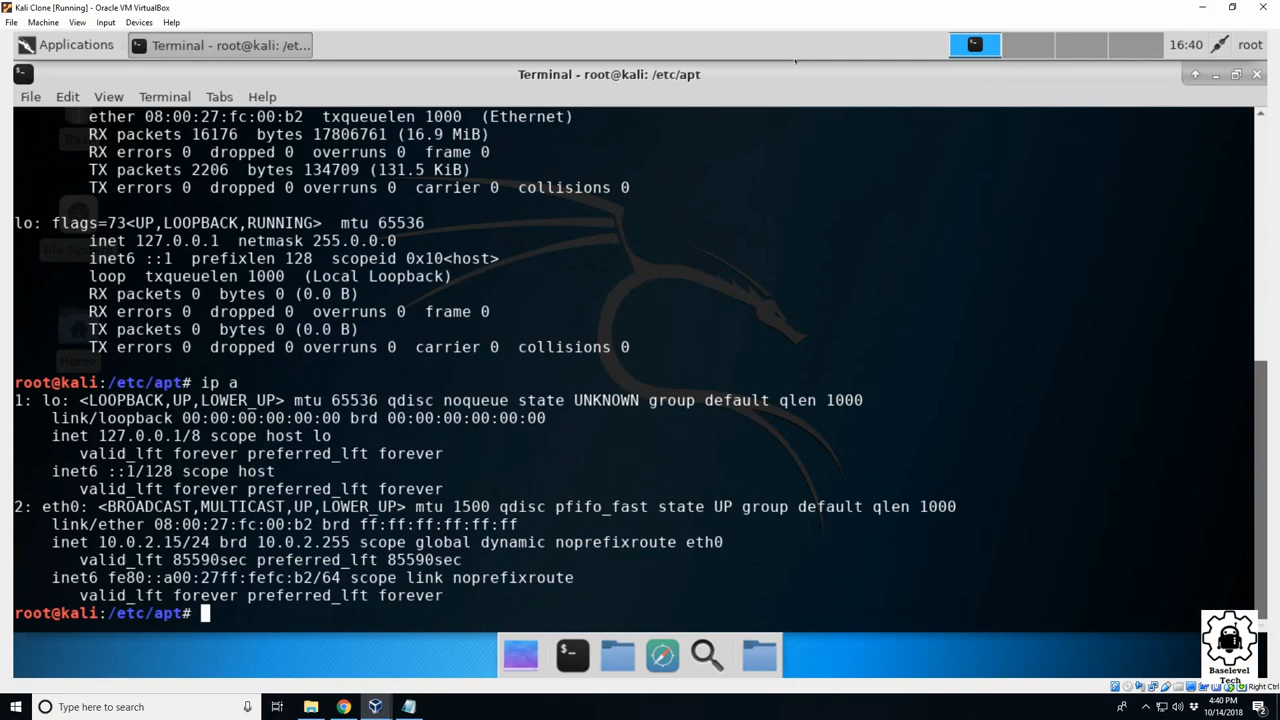 Kali Clone [Running] - Oracle VM VirtualBox
File Machine View Input Devices Help
Applications Terminal - root@kali: /et... 16:40 root
Terminal - root@kali: /etc/apt
File Edit View Terminal Tabs Help
ether 08:00:27:fc:00:b2 txqueuelen 1000 (Ethernet)
RX packets 16176 bytes 17806761 (16.9 MiB)
RX errors 0 dropped 0 overruns 0 frame 0
TX packets 2206 bytes 134709 (131.5 KiB)
TX errors 0 dropped 0 overruns 0 carrier 0 collisions 0
lo: flags=73<UP,LOOPBACK,RUNNING> mtu 65536
inet 127.0.0.1 netmask 255.0.0.0
inet6 ::1 prefixlen 128 scopeid 0x10<host>
loop txqueuelen 1000 (Local Loopback)
RX packets 0 bytes 0 (0.0 B)
RX errors 0 dropped 0 overruns 0 frame 0
TX packets 0 bytes 0 (0.0 B)
TX errors 0 dropped 0 overruns 0 carrier 0 collisions 0
Home
root@kali:/etc/apt# ip a
1: lo: <LOOPBACK,UP,LOWER_UP> mtu 65536 qdisc noqueue state UNKNOWN group default qlen 1000
link/loopback 00:00:00:00:00:00 brd 00:00:00:00:00:00
inet 127.0.0.1/8 scope host lo
valid_lft forever preferred_lft forever
inet6 ::1/128 scope host
valid_lft forever preferred_lft forever
2: eth0: <BROADCAST,MULTICAST,UP,LOWER_UP> mtu 1500 qdisc pfifo_fast state UP group default qlen 1000
link/ether 08:00:27:fc:00:b2 brd ff:ff:ff:ff:ff:ff
inet 10.0.2.15/24 brd 10.0.2.255 scope global dynamic noprefixroute eth0
valid_lft 85590sec preferred_lft 85590sec
inet6 fe80::a00:27ff:fefc:b2/64 scope link noprefixroute
valid_lft forever preferred_lft forever
root@kali:/etc/apt#
Baselevel
Tech
Right Ctrl
Type here to search
4:40 PM
10/14/2018
2